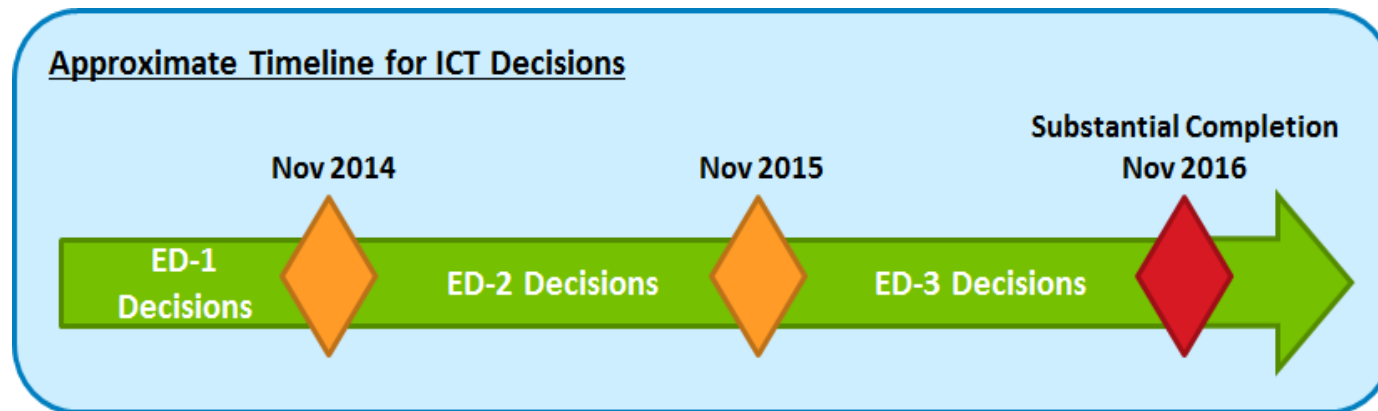 Approximate Timeline for ICT Decisions
Substantial Completion
Nov 2014
Nov 2015
Nov 2016
ED-1
Decisions
ED-2 Decisions
ED-3 Decisions